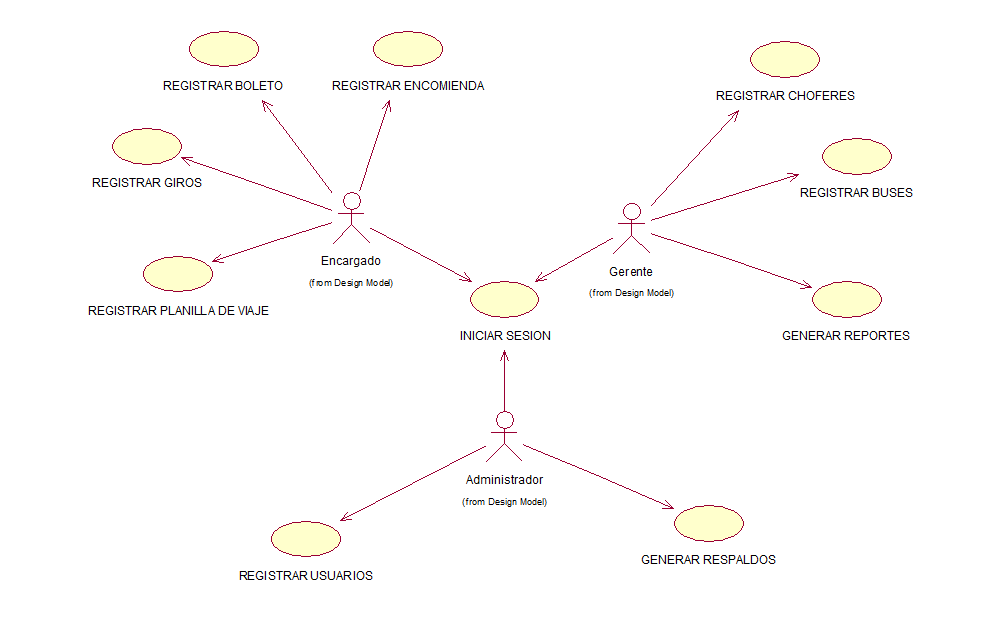 REGISTRAR BOLETO
REGISTRAR ENCOMIENDA
REGISTRAR CHOFERES
REGISTRAR GIROS
REGISTRAR BUSES
Encargado
(from Design Model)
Gerente
(from Design Model)
REGISTRAR PLANILLA DE VIAJE
INICIAR SESION
GENERAR REPORTES
Administrador
(from Design Model)
REGISTRAR USUARIOS
GENERAR RESPALDOS